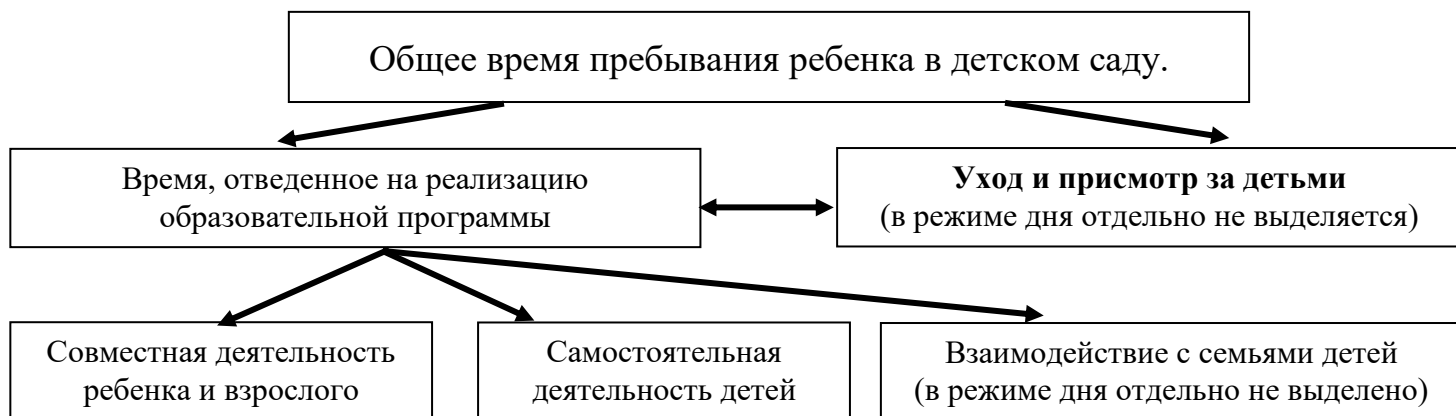 Общее время пребывания ребенка в детском саду.
Время, отведенное на реализацию
образовательной программы
Уход и присмотр за детьми
(в режиме дня отдельно не выделяется)
Совместная деятельность
ребенка и взрослого
Самостоятельная
деятельность детей
Взаимодействие с семьями детей
(в режиме дня отдельно не выделено)